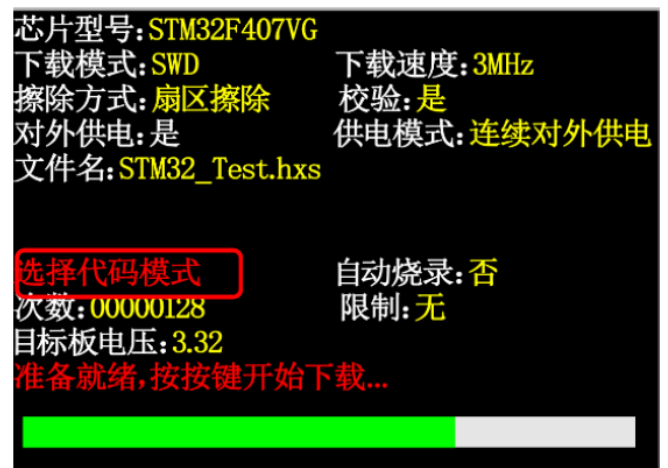 芯片型号:STM32F407VG
下载模式:SWD 下载速度:3MHz
擦除方式:扇区擦除 校验:是
对外供电:是 供电模式:连续对外供电
文件名:STM32_Test.hxs
选择代码模式 自动烧录:否
次数:00000128 限制:无
目标板电压:3.32
准备就绪,按按键开始下载...